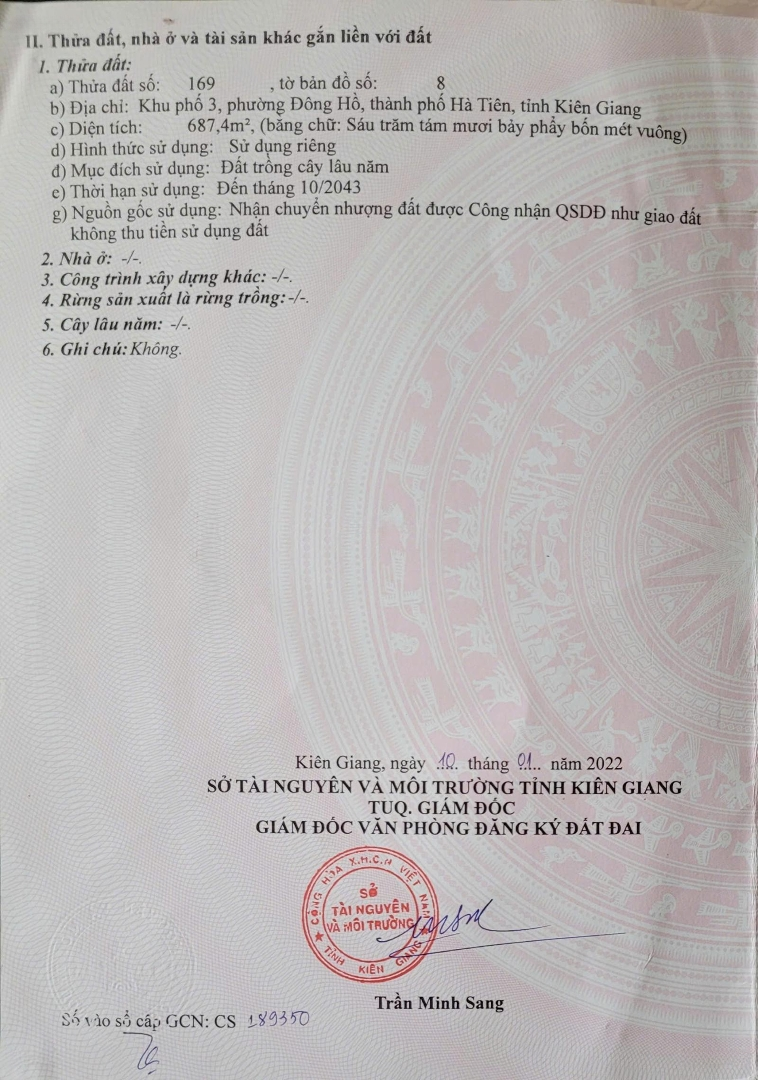 II. Thửa đất, nhà ở và tài sản khác gắn liền với đất
1. Thửa đất:
a) Thửa đất số: 169 , tờ bản đồ số: 8
b) Địa chỉ: Khu phố 3, phường Đông Hồ, thành phố Hà Tiên, tỉnh Kiên Giang
c) Diện tích: 687,4m², (bằng chữ: Sáu trăm tám mươi bảy phẩy bốn mét vuông)
d) Hình thức sử dụng: Sử dụng riêng
đ) Mục đích sử dụng: Đất trồng cây lâu năm
e) Thời hạn sử dụng: Đến tháng 10/2043
g) Nguồn gốc sử dụng: Nhận chuyển nhượng đất được Công nhận QSDĐ như giao đất
không thu tiền sử dụng đất
2. Nhà ở: -/-.
3. Công trình xây dựng khác: -/-.
4. Rừng sản xuất là rừng trồng: -/-.
5. Cây lâu năm: -/-.
6. Ghi chú: Không.
Kiên Giang, ngày 10. tháng 01.. năm 2022
SỞ TÀI NGUYÊN VÀ MÔI TRƯỜNG TỈNH KIÊN GIANG
TUQ. GIÁM ĐỐC
GIÁM ĐỐC VĂN PHÒNG ĐĂNG KÝ ĐẤT ĐAI
CỘNG HÒA X.H.C.N VIỆT NAM
SỞ
TÀI NGUYÊN
VÀ MÔI TRƯỜNG
TỈNH KIÊN GIANG
Trần Minh Sang
Số vào sổ cấp GCN: CS 189350